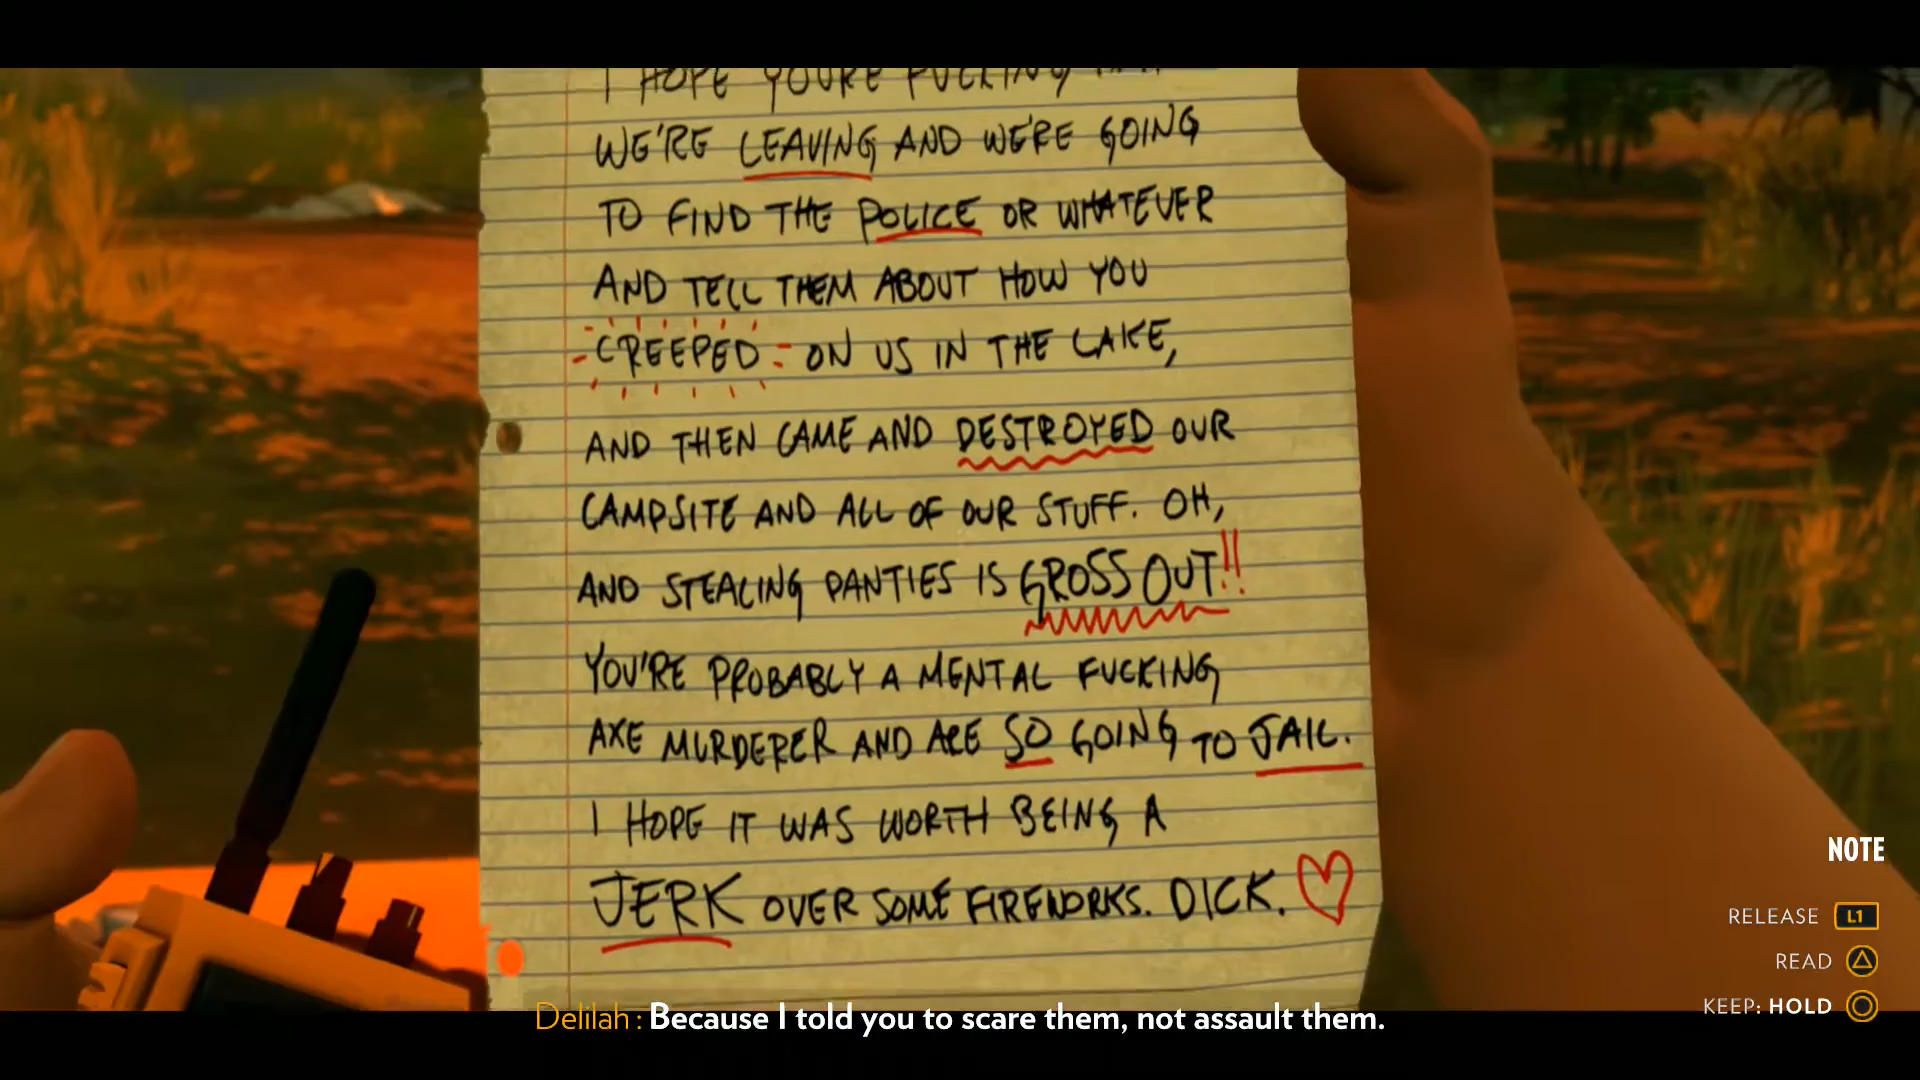 I HOPE YOU'RE FUCKING
WE'RE LEAVING AND WE'RE GOING
TO FIND THE POLICE OR WHATEVER
AND TELL THEM ABOUT HOW YOU
CREEPED ON US IN THE LAKE,
AND THEN CAME AND DESTROYED OUR
CAMPSITE AND ALL OF OUR STUFF. OH,
AND STEALING PANTIES IS GROSS OUT!!
YOU'RE PROBABLY A MENTAL FUCKING
AXE MURDERER AND ARE SO GOING TO JAIL.
I HOPE IT WAS WORTH BEING A
JERK OVER SOME FIREWORKS. DICK.
NOTE
RELEASE L1
READ
KEEP: HOLD
Delilah: Because I told you to scare them, not assault them.